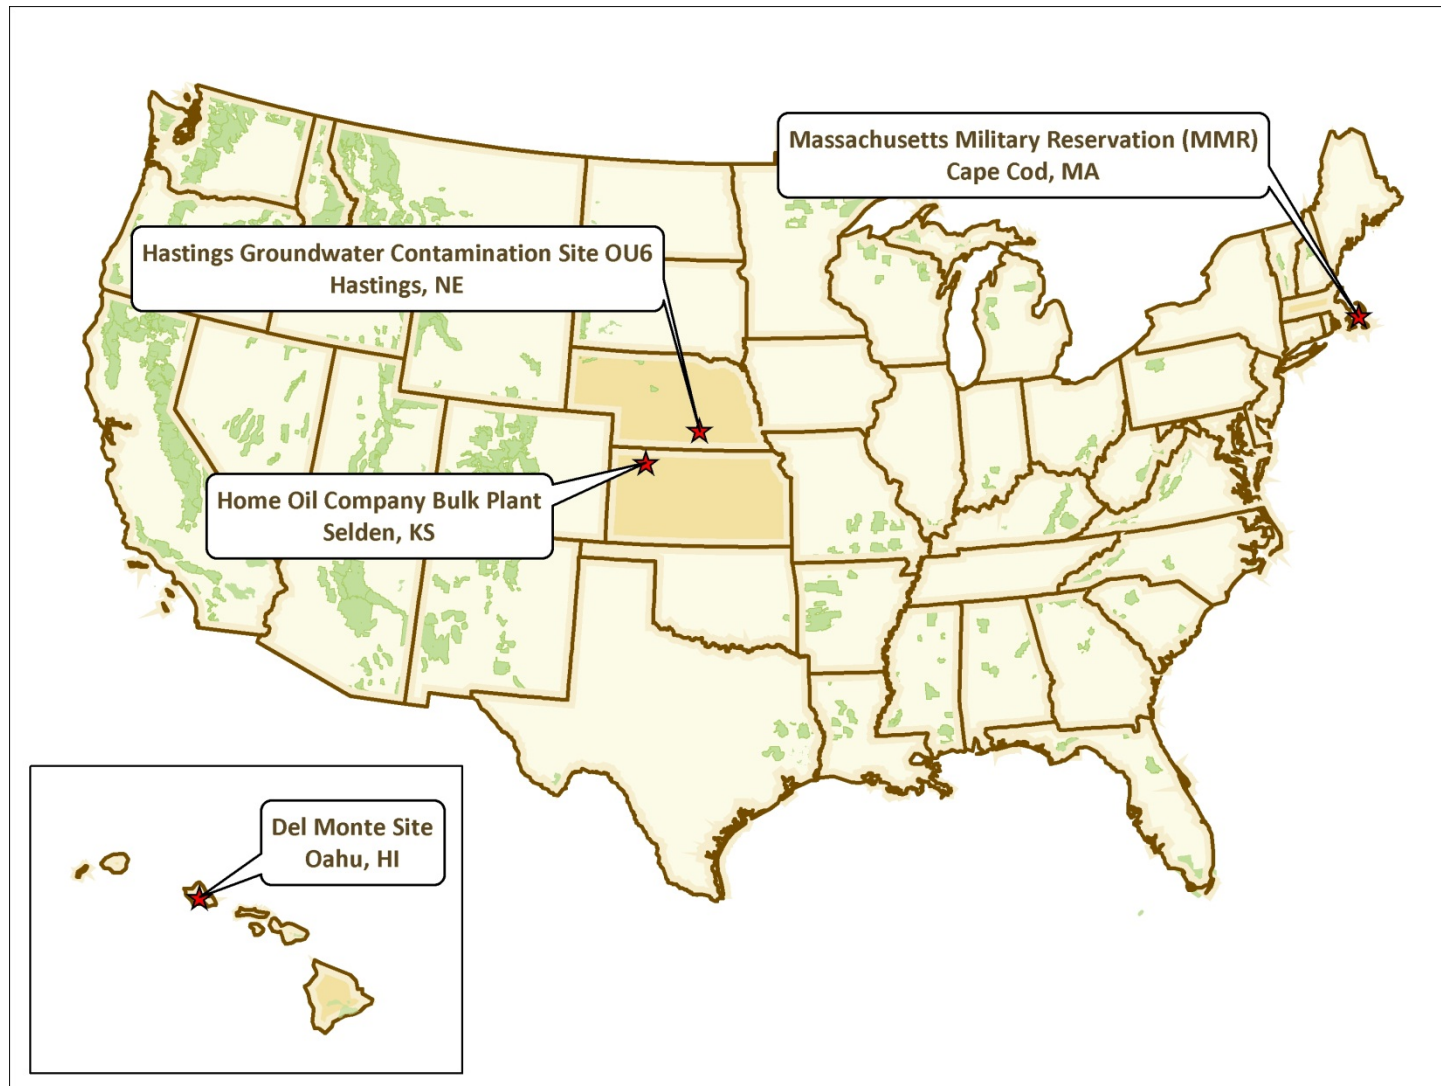 Massachusetts Military Reservation (MMR)
Cape Cod, MA
Hastings Groundwater Contamination Site OU6
Hastings, NE
Home Oil Company Bulk Plant
Selden, KS
Del Monte Site
Oahu, HI